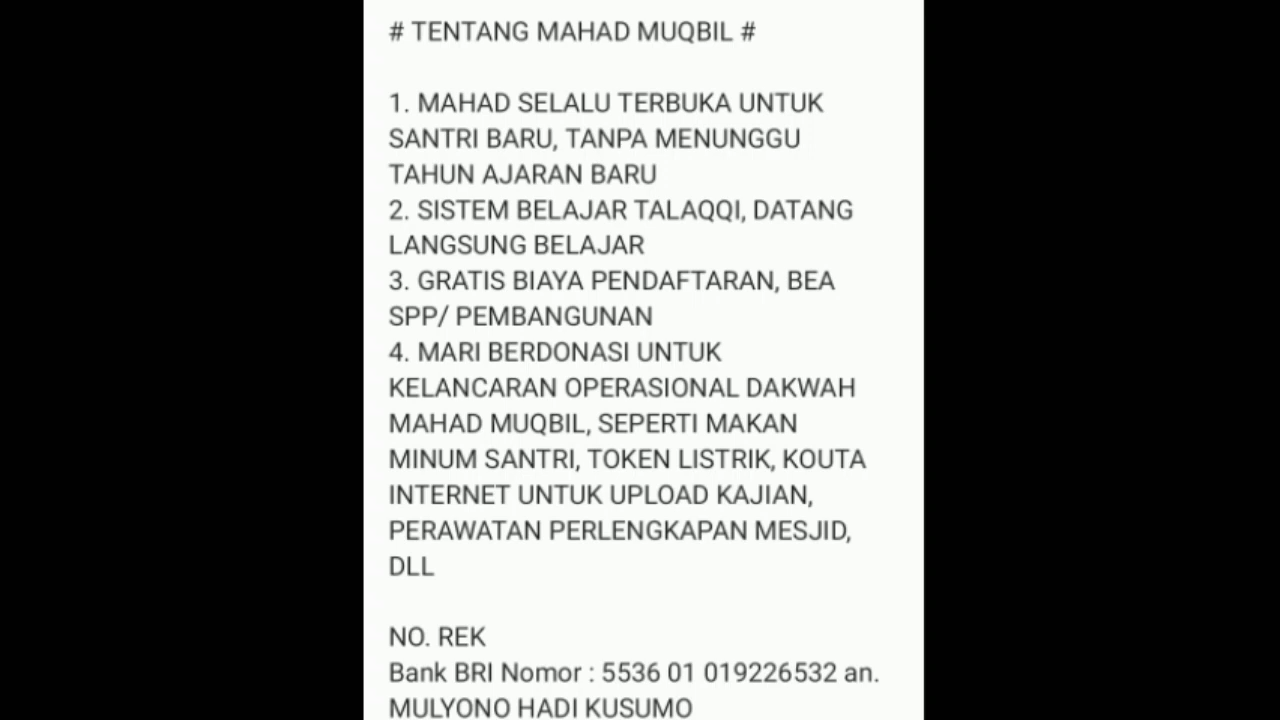 # TENTANG MAHAD MUQBIL #
1. MAHAD SELALU TERBUKA UNTUK
SANTRI BARU, TANPA MENUNGGU
TAHUN AJARAN BARU
2. SISTEM BELAJAR TALAQQI, DATANG
LANGSUNG BELAJAR
3. GRATIS BIAYA PENDAFTARAN, BEA
SPP/ PEMBANGUNAN
4. MARI BERDONASI UNTUK
KELANCARAN OPERASIONAL DAKWAH
MAHAD MUQBIL, SEPERTI MAKAN
MINUM SANTRI, TOKEN LISTRIK, KOUTA
INTERNET UNTUK UPLOAD KAJIAN,
PERAWATAN PERLENGKAPAN MESJID,
DLL
NO. REK
Bank BRI Nomor : 5536 01 019226532 an.
MULYONO HADI KUSUMO